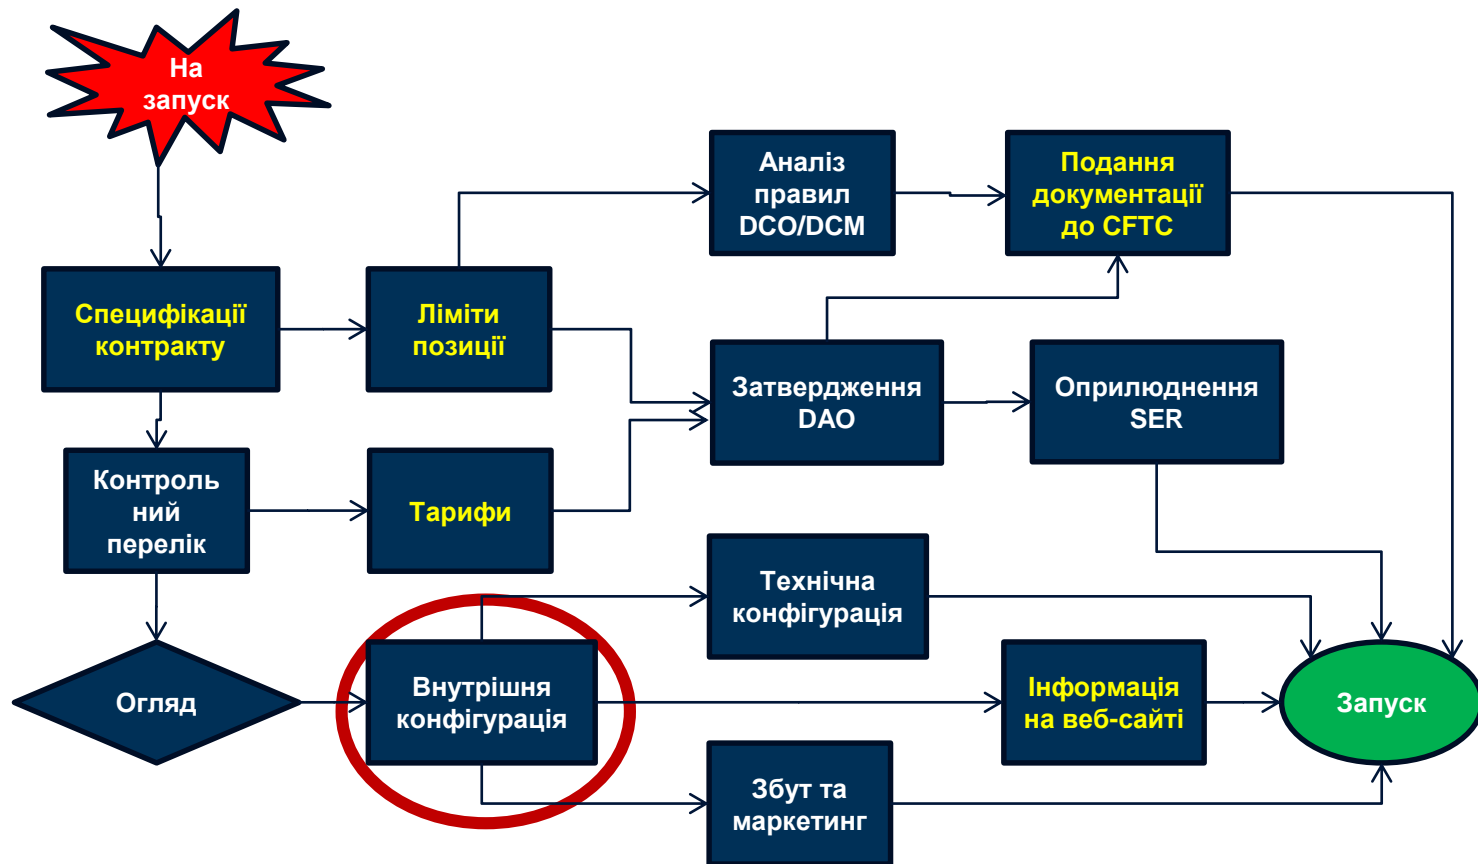 На
запуск
Аналіз
правил
DCO/DCM
Подання
документації
до CFTC
Специфікації
контракту
Ліміти
позиції
Затвердження
DAO
Оприлюднення
SER
Контроль
ний
перелік
Тарифи
Технічна
конфігурація
Огляд
Внутрішня
конфігурація
Інформація
на веб-сайті
Запуск
Збут та
маркетинг